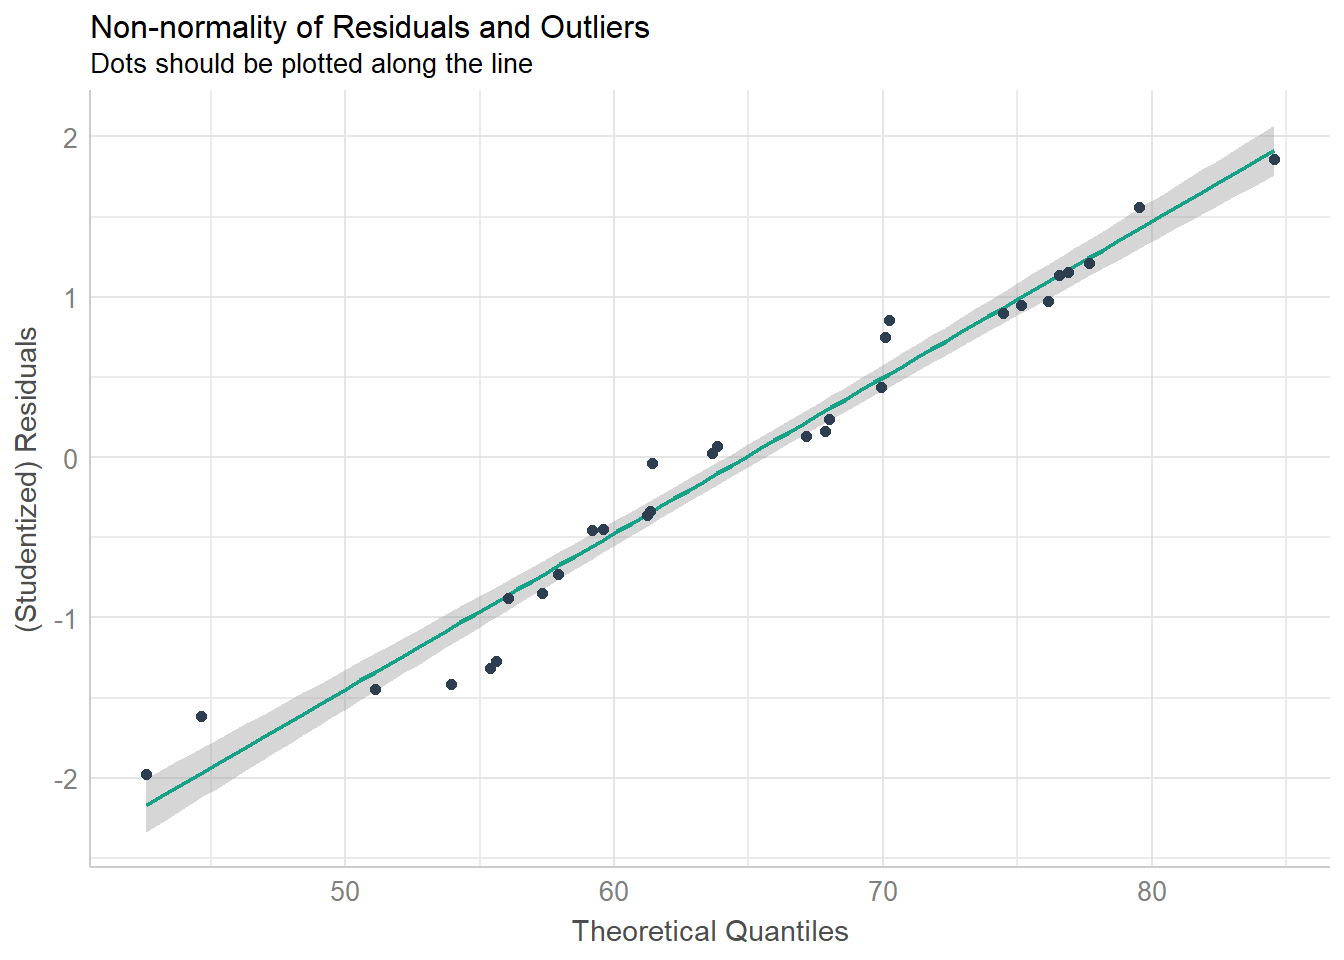 Non-normality of Residuals and Outliers
Dots should be plotted along the line
2
1
0
-1
-2
(Studentized) Residuals
50 60 70 80
Theoretical Quantiles